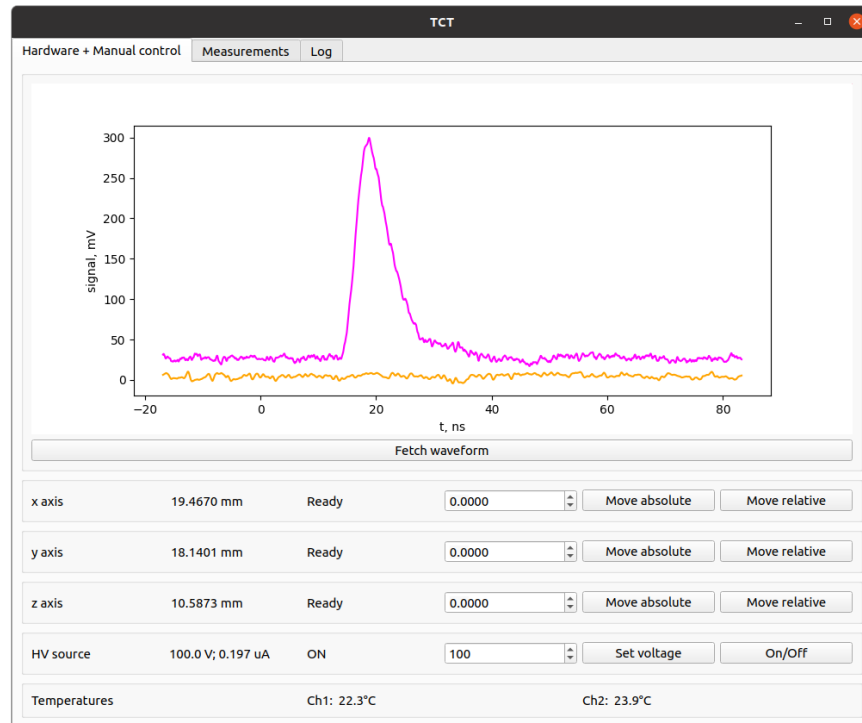 TCT
Hardware + Manual control Measurements Log
300
250
200
150
100
50
0
signal, mV
−20 0 20 40 60 80
t, ns
Fetch waveform
x axis 19.4670 mm Ready 0.0000 Move absolute Move relative
y axis 18.1401 mm Ready 0.0000 Move absolute Move relative
z axis 10.5873 mm Ready 0.0000 Move absolute Move relative
HV source 100.0 V; 0.197 uA ON 100 Set voltage On/Off
Temperatures Ch1: 22.3°C Ch2: 23.9°C